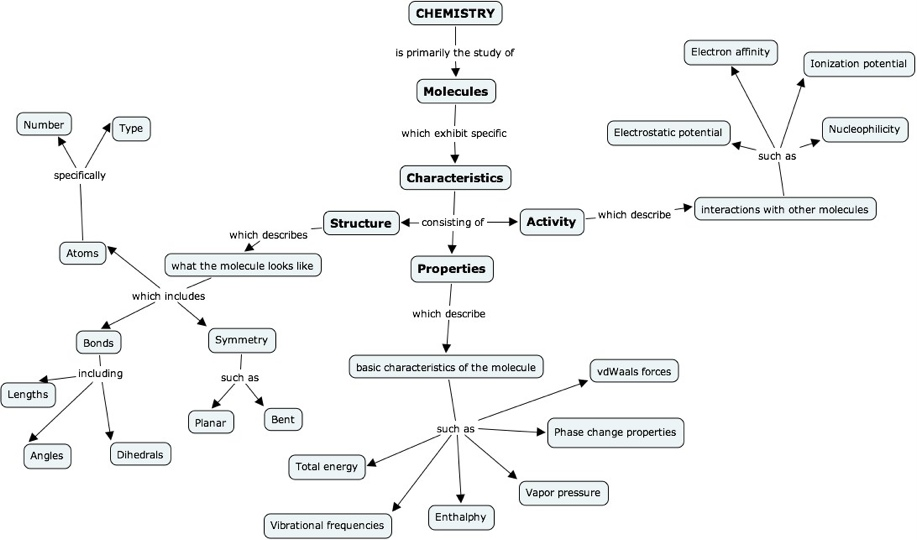 CHEMISTRY
is primarily the study of
Molecules
which exhibit specific
Characteristics
consisting of
Structure
which describes
what the molecule looks like
which includes
Atoms
specifically
Number
Type
Bonds
including
Lengths
Angles
Dihedrals
Symmetry
such as
Planar
Bent
Properties
which describe
basic characteristics of the molecule
such as
Total energy
Vibrational frequencies
Enthalphy
Vapor pressure
Phase change properties
vdWaals forces
Activity
which describe
interactions with other molecules
such as
Electrostatic potential
Electron affinity
Ionization potential
Nucleophilicity